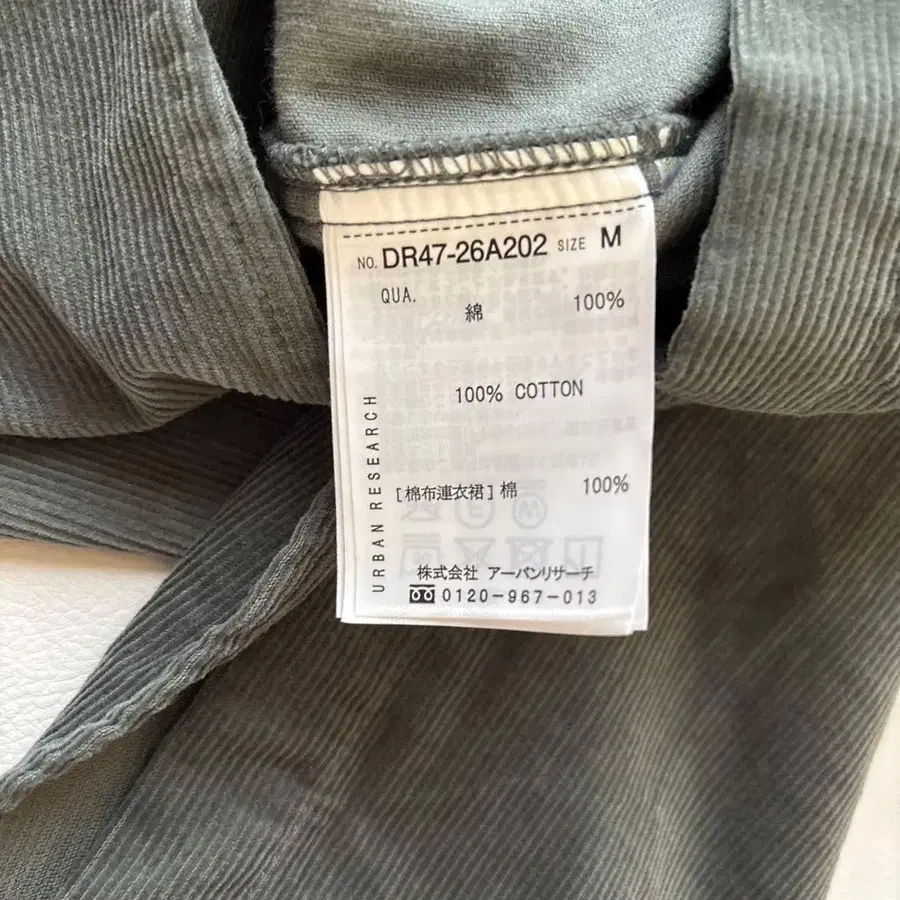 NO. DR47-26A202 SIZE M
QUA.
綿 100%
100% COTTON
[棉布連衣裙] 棉 100%
URBAN RESEARCH
株式会社 アーバンリサーチ
0120-967-013